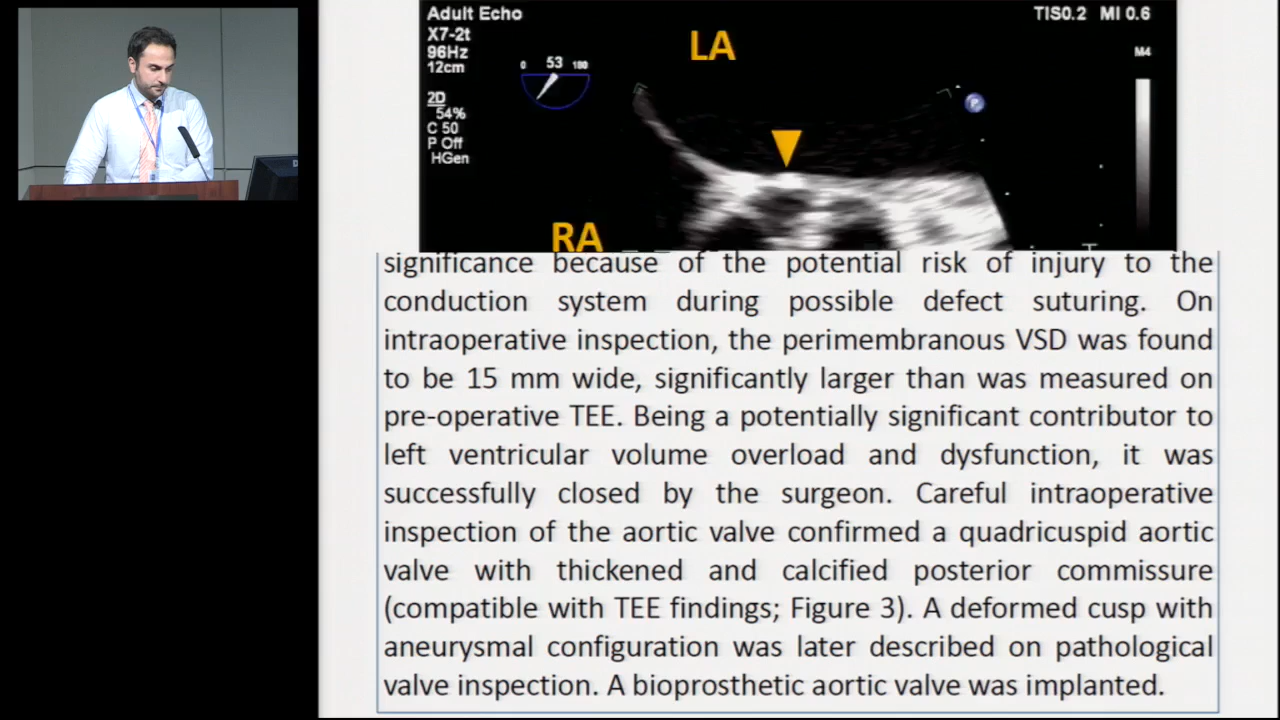 Adult Echo
X7-2t
96Hz
12cm
2D
54%
C 50
P Off
HGen
0 53 180
LA
TIS0.2 MI 0.6
M4
P
RA
significance because of the potential risk of injury to the
conduction system during possible defect suturing. On
intraoperative inspection, the perimembranous VSD was found
to be 15 mm wide, significantly larger than was measured on
pre-operative TEE. Being a potentially significant contributor to
left ventricular volume overload and dysfunction, it was
successfully closed by the surgeon. Careful intraoperative
inspection of the aortic valve confirmed a quadricuspid aortic
valve with thickened and calcified posterior commissure
(compatible with TEE findings; Figure 3). A deformed cusp with
aneurysmal configuration was later described on pathological
valve inspection. A bioprosthetic aortic valve was implanted.